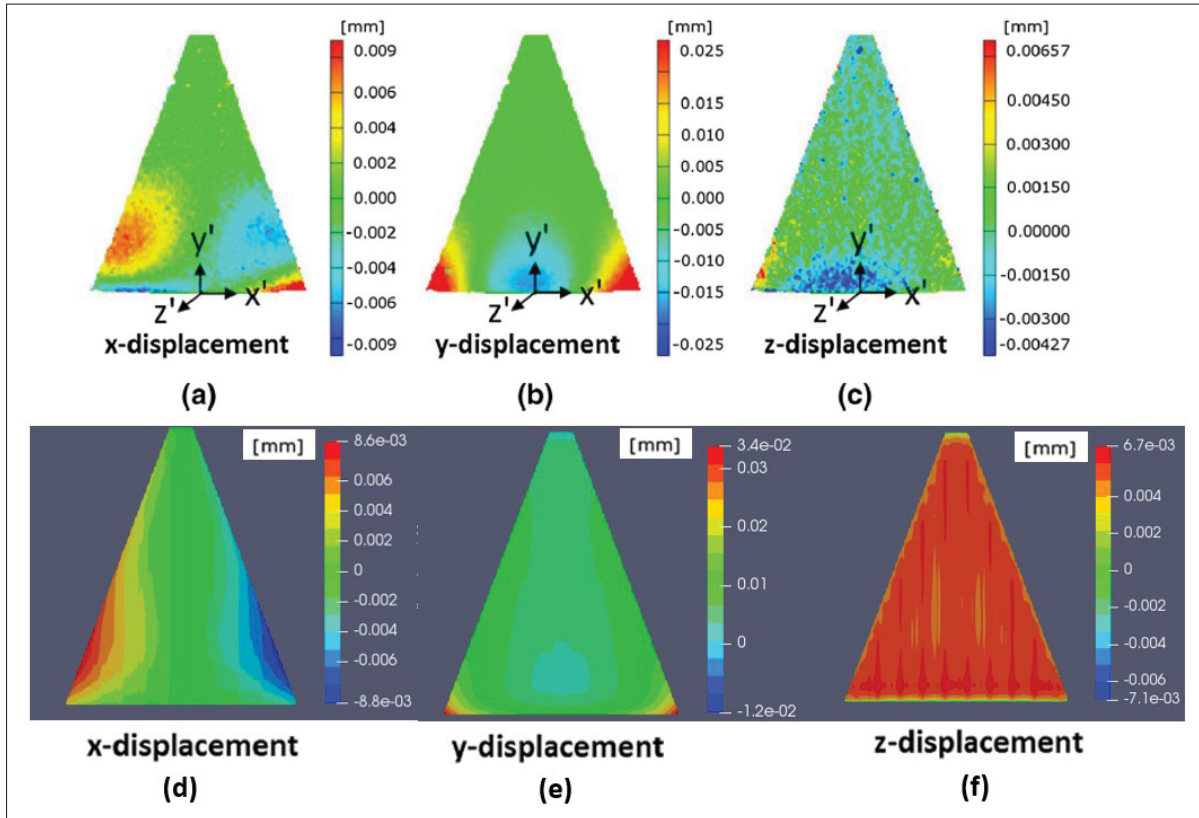 [mm] [mm] [mm]
0.009 0.025 0.00657
0.006 0.015 0.00450
0.004 0.010 0.00300
0.002 0.005 0.00150
0.000 0.000 0.00000
-0.002 -0.005 -0.00150
-0.004 -0.010 -0.00300
-0.006 -0.015 -0.00427
-0.009 -0.025
y' y' y'
x' x' x'
z' z' z'
x-displacement y-displacement z-displacement
(a) (b) (c)
[mm] [mm] [mm]
8.6e-03 3.4e-02 6.7e-03
0.006 0.03 0.004
0.004 0.02 0.002
0.002 0.01 0
0 0 -0.002
-0.002 -1.2e-02 -0.004
-0.004 -0.006
-0.006 -7.1e-03
-8.8e-03
x-displacement y-displacement z-displacement
(d) (e) (f)